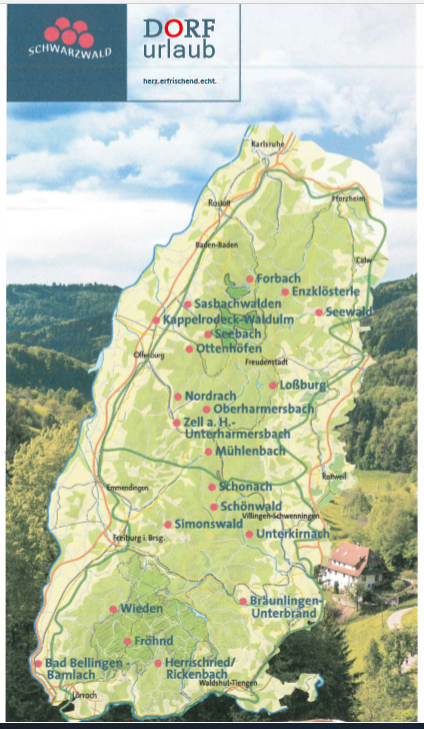 SCHWARZWALD
DORF
urlaub
herz.erfrischend.echt.
Karlsruhe
Pforzheim
Rastatt
Baden-Baden
Calw
Forbach
Enzklösterle
Sasbachwalden
Seewald
Kappelrodeck-Waldulm
Seebach
Ottenhöfen
Offenburg
Freudenstadt
Loßburg
Nordrach
Oberharmersbach
Zell a. H.-
Unterharmersbach
Mühlenbach
Rottweil
Schonach
Emmendingen
Schönwald
Villingen-Schwenningen
Simonswald
Unterkirnach
Freiburg i. Brsg.
Bräunlingen-
Unterbränd
Wieden
Fröhnd
Bad Bellingen -
Bamlach
Herrischried/
Rickenbach
Waldshut-Tiengen
Lörrach